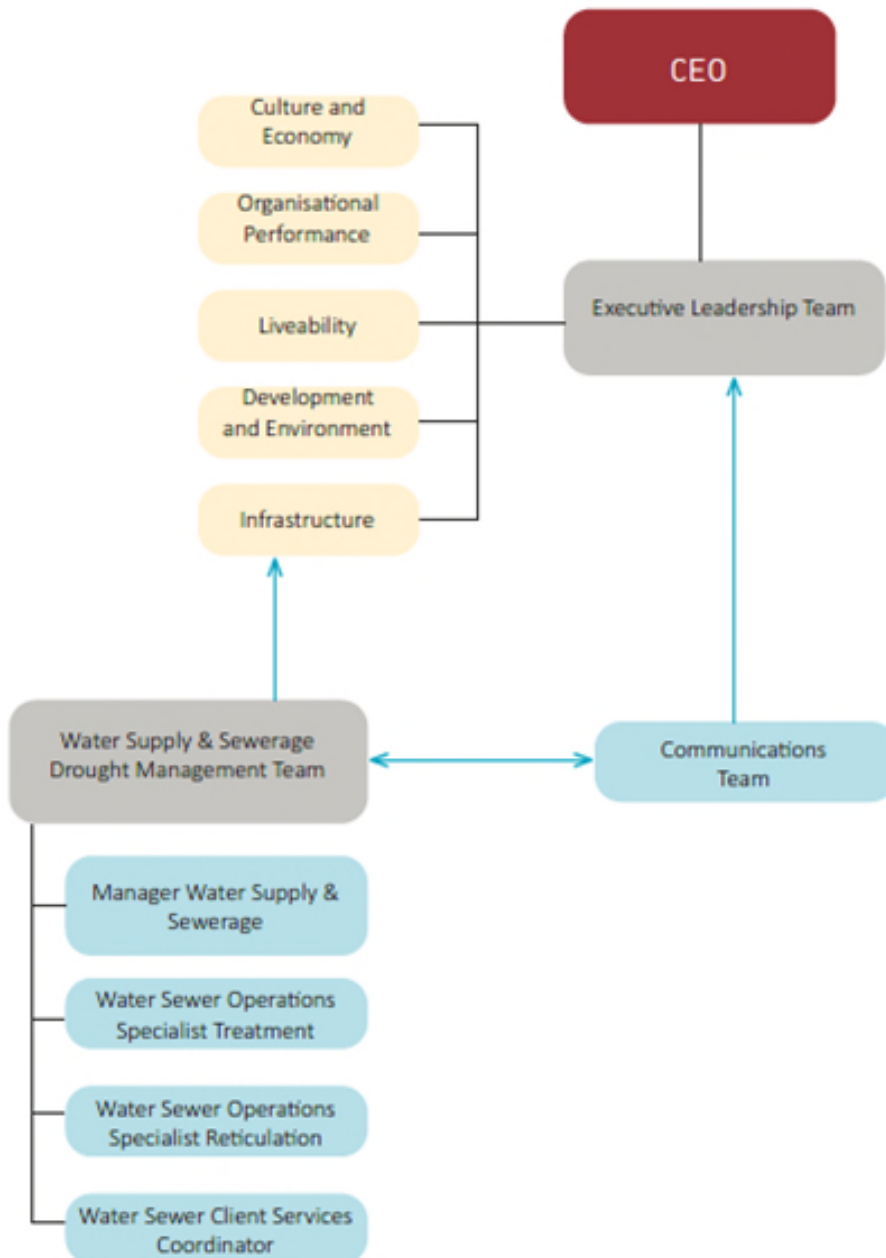 CEO
Culture and
Economy
Organisational
Performance
Executive Leadership Team
Liveability
Development
and Environment
Infrastructure
Water Supply & Sewerage
Drought Management Team
Communications
Team
Manager Water Supply &
Sewerage
Water Sewer Operations
Specialist Treatment
Water Sewer Operations
Specialist Reticulation
Water Sewer Client Services
Coordinator